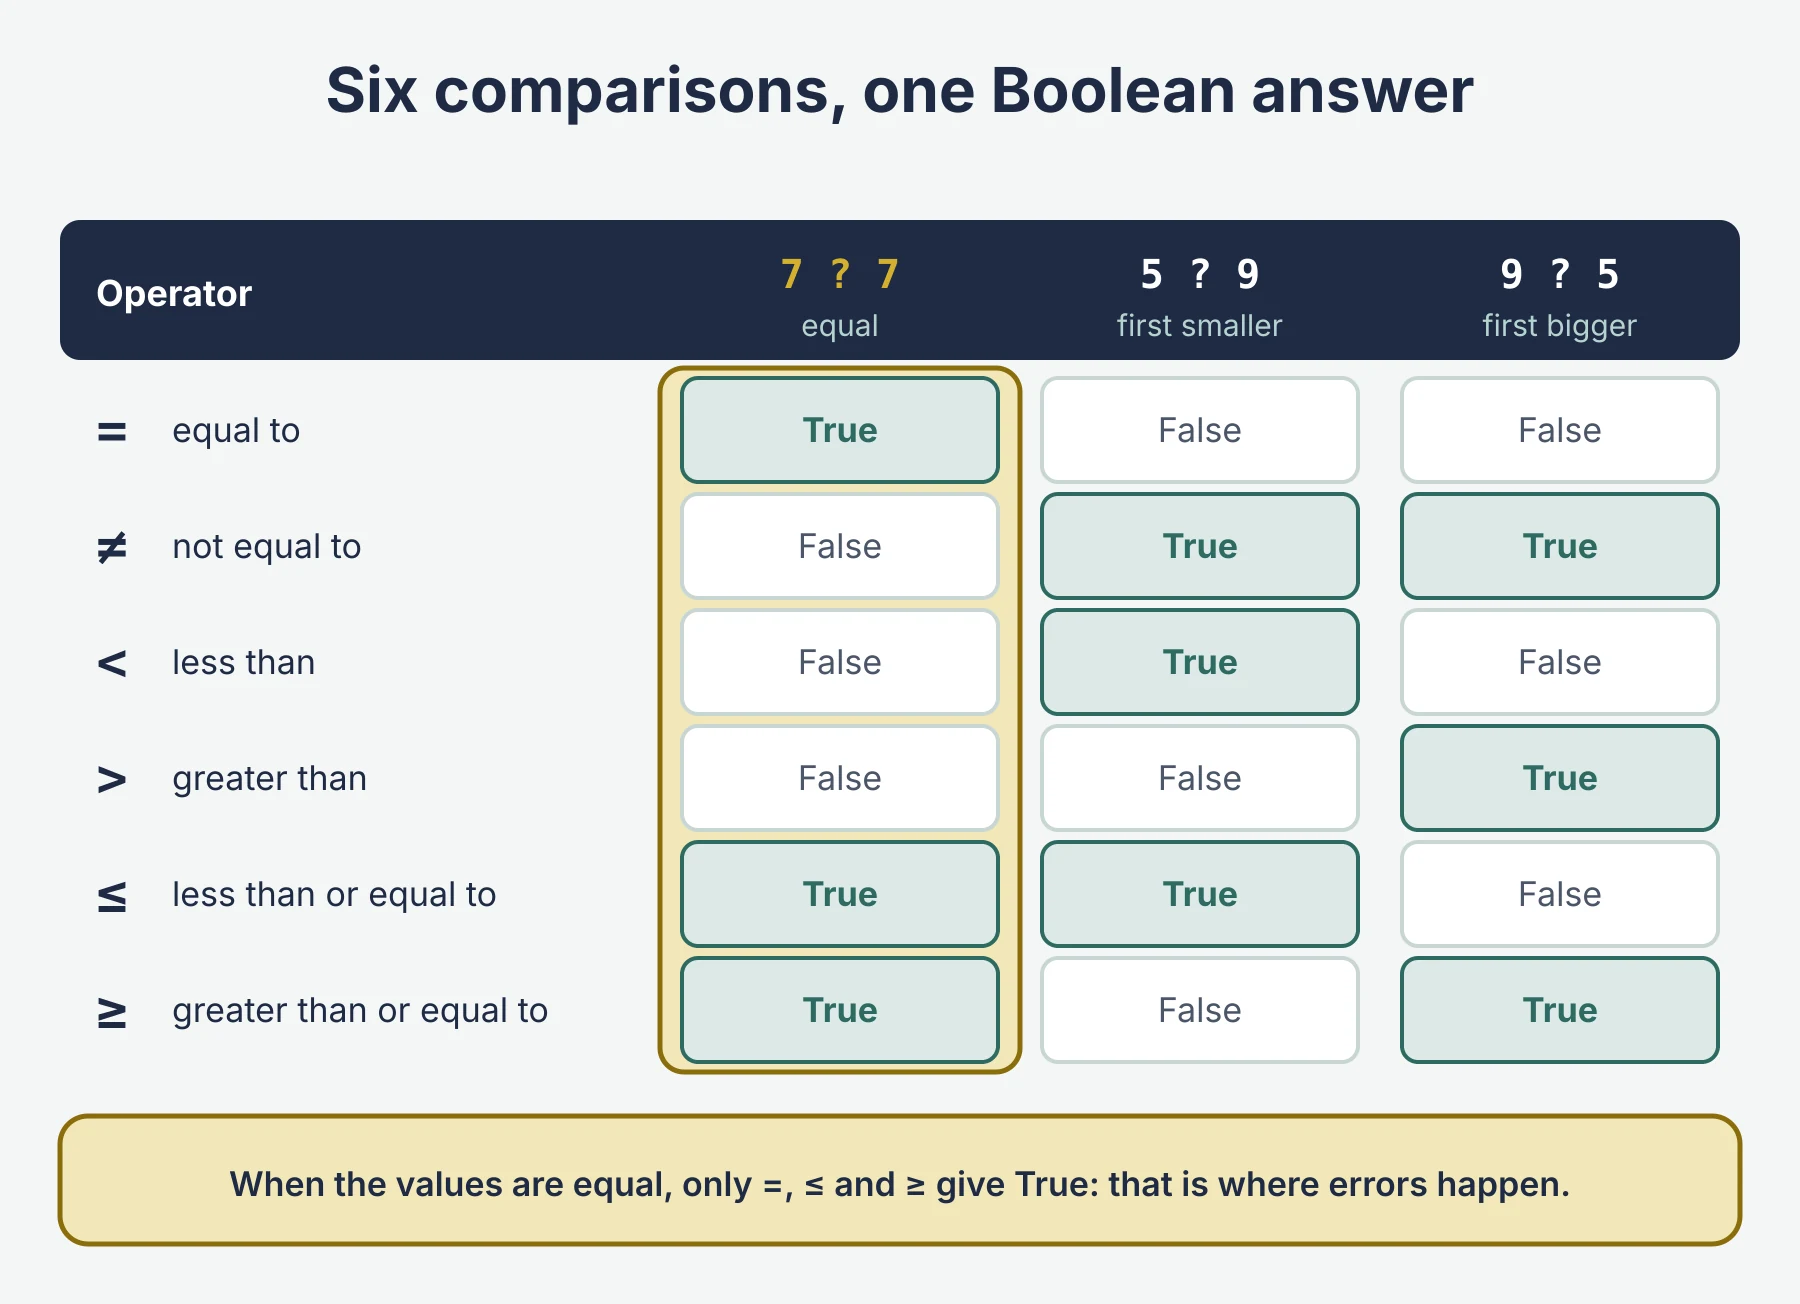 Six comparisons, one Boolean answer
Operator 7 ? 7 5 ? 9 9 ? 5
equal first smaller first bigger
= equal to True False False
≠ not equal to False True True
< less than False True False
> greater than False False True
≤ less than or equal to True True False
≥ greater than or equal to True False True
When the values are equal, only =, ≤ and ≥ give True: that is where errors happen.